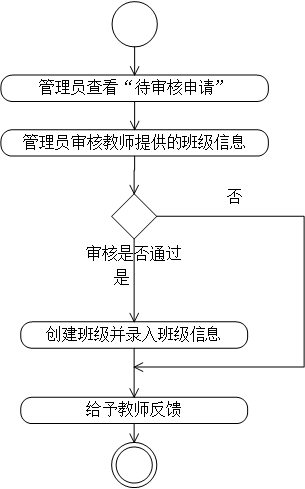 管理员查看“待审核申请”
管理员审核教师提供的班级信息
否
审核是否通过
是
创建班级并录入班级信息
给予教师反馈